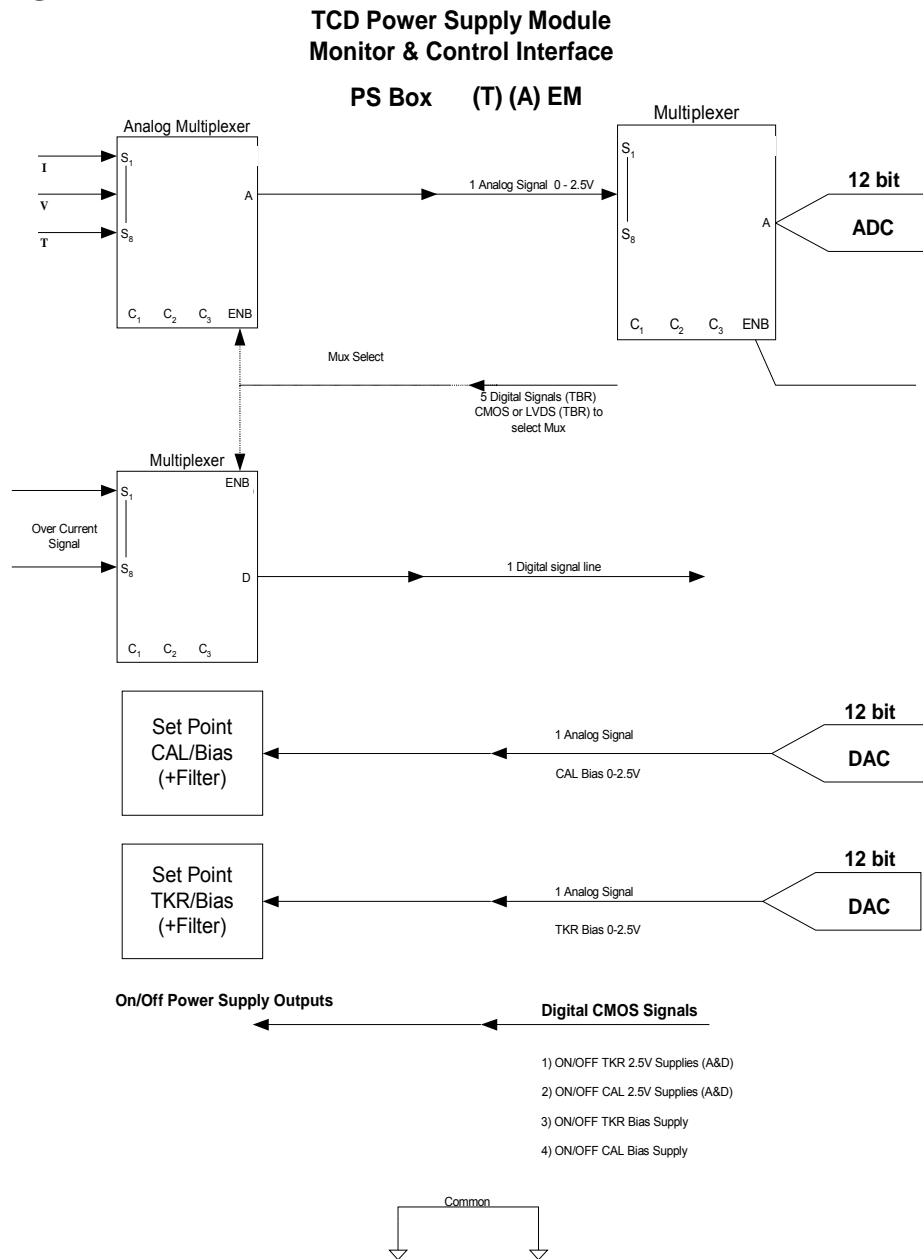 TCD Power Supply Module
Monitor & Control Interface
PS Box (T) (A) EM
Analog Multiplexer
I
V
T
S1
S8
A
C1 C2 C3 ENB
1 Analog Signal 0 - 2.5V
Multiplexer
S1
S8
A
C1 C2 C3 ENB
12 bit
ADC
Mux Select
5 Digital Signals (TBR)
CMOS or LVDS (TBR) to
select Mux
Multiplexer
ENB
S1
Over Current
Signal
S8
D
C1 C2 C3
1 Digital signal line
Set Point
CAL/Bias
(+Filter)
1 Analog Signal
CAL Bias 0-2.5V
12 bit
DAC
Set Point
TKR/Bias
(+Filter)
1 Analog Signal
TKR Bias 0-2.5V
12 bit
DAC
On/Off Power Supply Outputs
Digital CMOS Signals
1) ON/OFF TKR 2.5V Supplies (A&D)
2) ON/OFF CAL 2.5V Supplies (A&D)
3) ON/OFF TKR Bias Supply
4) ON/OFF CAL Bias Supply
Common